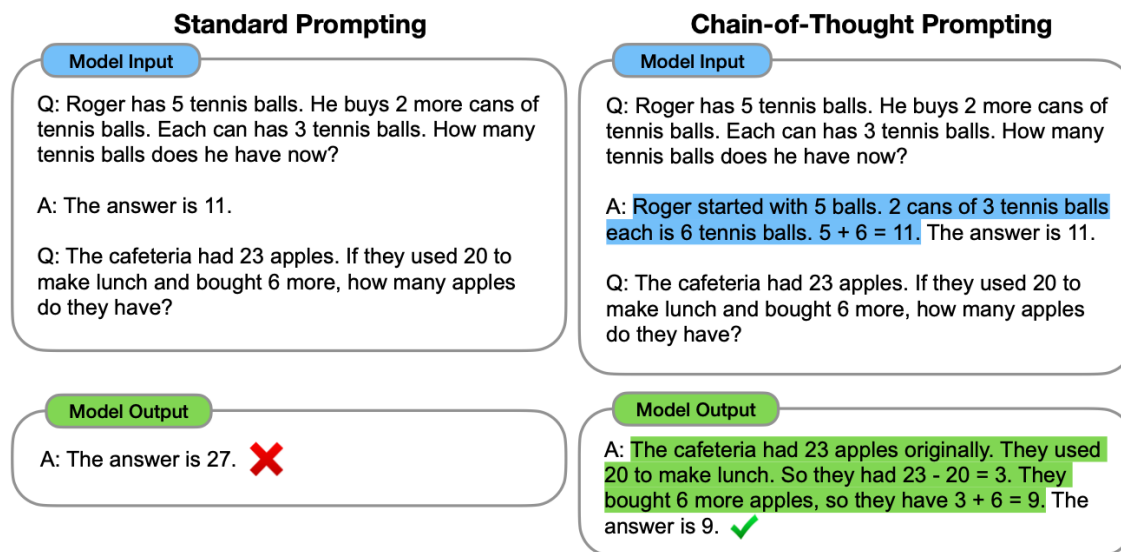 Standard Prompting
Model Input
Q: Roger has 5 tennis balls. He buys 2 more cans of
tennis balls. Each can has 3 tennis balls. How many
tennis balls does he have now?
A: The answer is 11.
Q: The cafeteria had 23 apples. If they used 20 to
make lunch and bought 6 more, how many apples
do they have?
Model Output
A: The answer is 27.
Chain-of-Thought Prompting
Model Input
Q: Roger has 5 tennis balls. He buys 2 more cans of
tennis balls. Each can has 3 tennis balls. How many
tennis balls does he have now?
A: Roger started with 5 balls. 2 cans of 3 tennis balls
each is 6 tennis balls. 5 + 6 = 11. The answer is 11.
Q: The cafeteria had 23 apples. If they used 20 to
make lunch and bought 6 more, how many apples
do they have?
Model Output
A: The cafeteria had 23 apples originally. They used
20 to make lunch. So they had 23 - 20 = 3. They
bought 6 more apples, so they have 3 + 6 = 9. The
answer is 9.